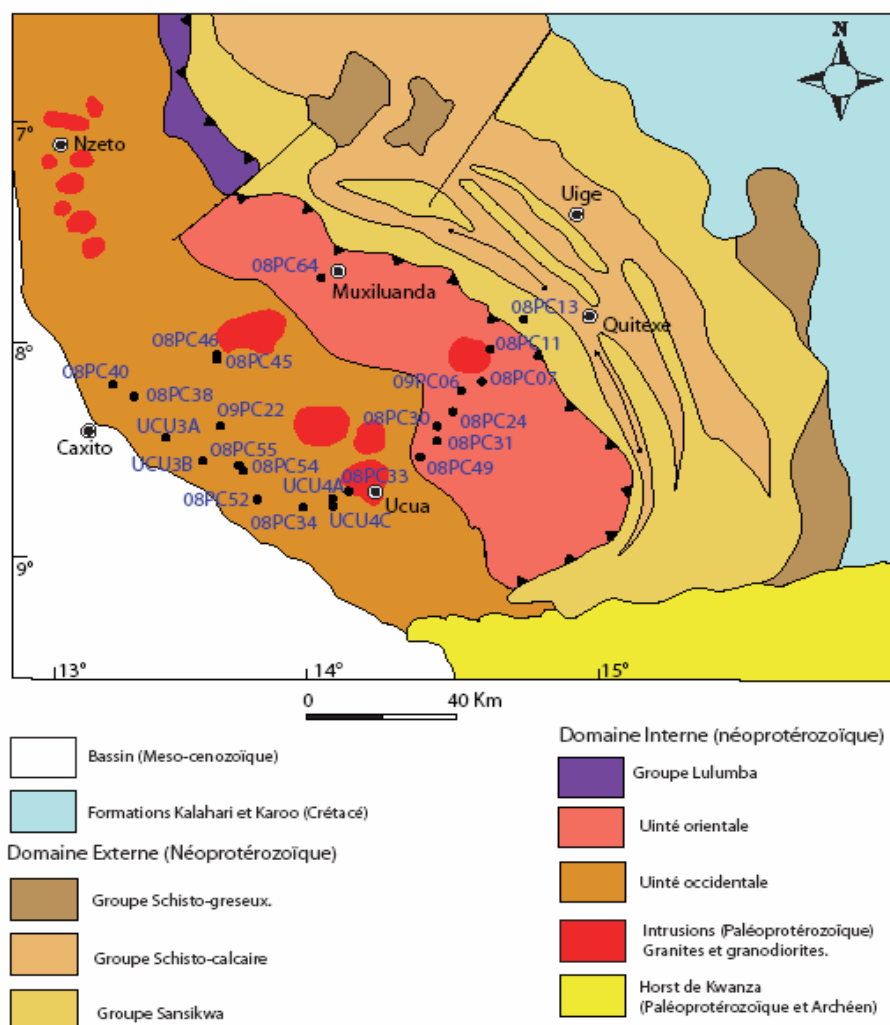 N
7°
Nzeto
Uige
08PC64
Muxiluanda
08PC13
Quitexe
8°
08PC46
08PC11
08PC45
08PC40
09PC06
08PC07
08PC38
09PC22
08PC30
08PC24
UCU3A
Caxito
08PC31
08PC55
UCU3B
08PC54
08PC49
08PC33
UCU4A
08PC52
Ucua
08PC34
UCU4C
9°
13°
14°
15°
0
40 Km
Bassin (Meso-cenozoïque)
Formations Kalahari et Karoo (Crétacé)
Domaine Externe (Néoprotérozoïque)
Groupe Schisto-greseux.
Groupe Schisto-calcaire
Groupe Sansikwa
Domaine Interne (néoprotérozoïque)
Groupe Lulumba
Uinté orientale
Uinté occidentale
Intrusions (Paléoprotérozoïque)
Granites et granodiorites.
Horst de Kwanza
(Paléoprotérozoïque et Archéen)